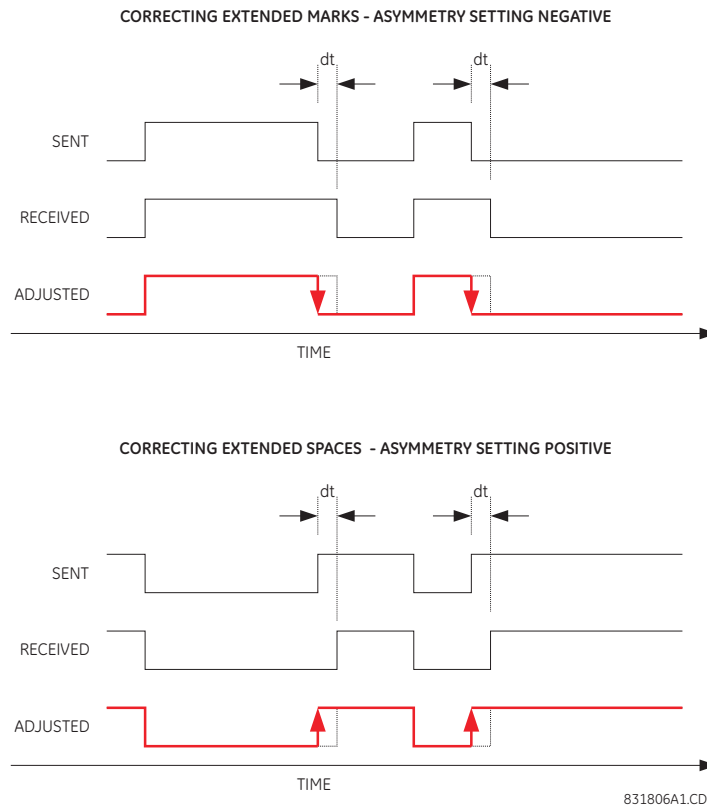 CORRECTING EXTENDED MARKS - ASYMMETRY SETTING NEGATIVE
dt dt
SENT
RECEIVED
ADJUSTED
TIME
CORRECTING EXTENDED SPACES - ASYMMETRY SETTING POSITIVE
dt dt
SENT
RECEIVED
ADJUSTED
TIME
831806A1.CD